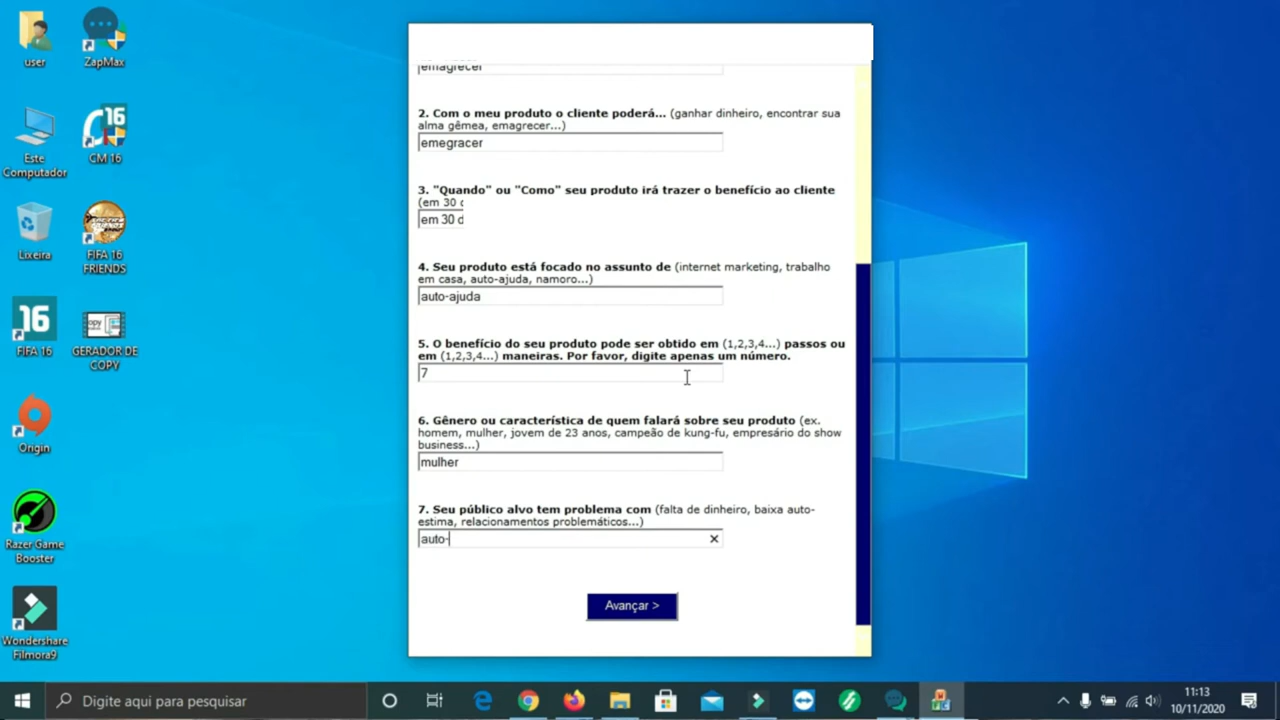 user
ZapMax
Este
Computador
CM 16
Lixeira
FIFA 16
FRIENDS
16
FIFA 16
copy
GERADOR DE
COPY
Origin
Razer Game
Booster
Wondershare
Filmora9
emagrecer
2. Com o meu produto o cliente poderá... (ganhar dinheiro, encontrar sua
alma gêmea, emagrecer...)
emegracer
3. "Quando" ou "Como" seu produto irá trazer o benefício ao cliente
(em 30 d
em 30 d
4. Seu produto está focado no assunto de (internet marketing, trabalho
em casa, auto-ajuda, namoro...)
auto-ajuda
5. O benefício do seu produto pode ser obtido em (1,2,3,4...) passos ou
em (1,2,3,4...) maneiras. Por favor, digite apenas um número.
7
6. Gênero ou característica de quem falará sobre seu produto (ex.
homem, mulher, jovem de 23 anos, campeão de kung-fu, empresário do show
business...)
mulher
7. Seu público alvo tem problema com (falta de dinheiro, baixa auto-
estima, relacionamentos problemáticos...)
auto-
Avançar >
Digite aqui para pesquisar
11:13
10/11/2020